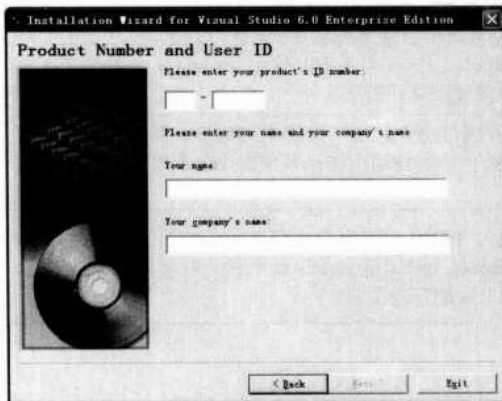 Installation Wizard for Visual Studio 6.0 Enterprise Edition
Product Number and User ID
Please enter your product's ID number:
-
Please enter your name and your company's name
Your name:
Your company's name:
< Back
Next >
Exit